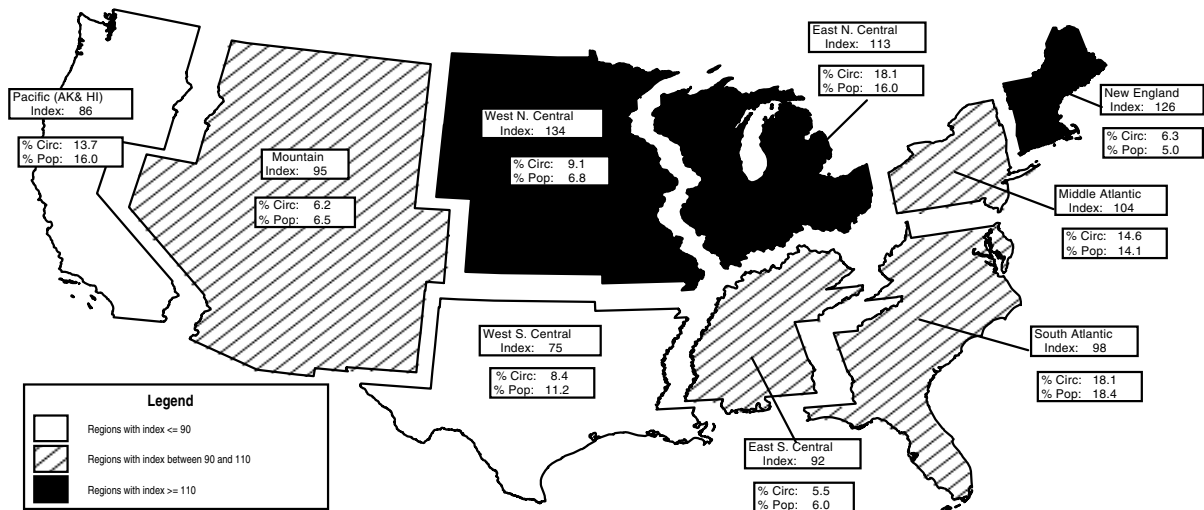 East N. Central
Index: 113
% Circ: 18.1
% Pop: 16.0
Pacific (AK& HI)
Index: 86
% Circ: 13.7
% Pop: 16.0
New England
Index: 126
% Circ: 6.3
% Pop: 5.0
West N. Central
Index: 134
% Circ: 9.1
% Pop: 6.8
Mountain
Index: 95
% Circ: 6.2
% Pop: 6.5
Middle Atlantic
Index: 104
% Circ: 14.6
% Pop: 14.1
West S. Central
Index: 75
% Circ: 8.4
% Pop: 11.2
South Atlantic
Index: 98
% Circ: 18.1
% Pop: 18.4
East S. Central
Index: 92
% Circ: 5.5
% Pop: 6.0
Legend
Regions with index <= 90
Regions with index between 90 and 110
Regions with index >= 110